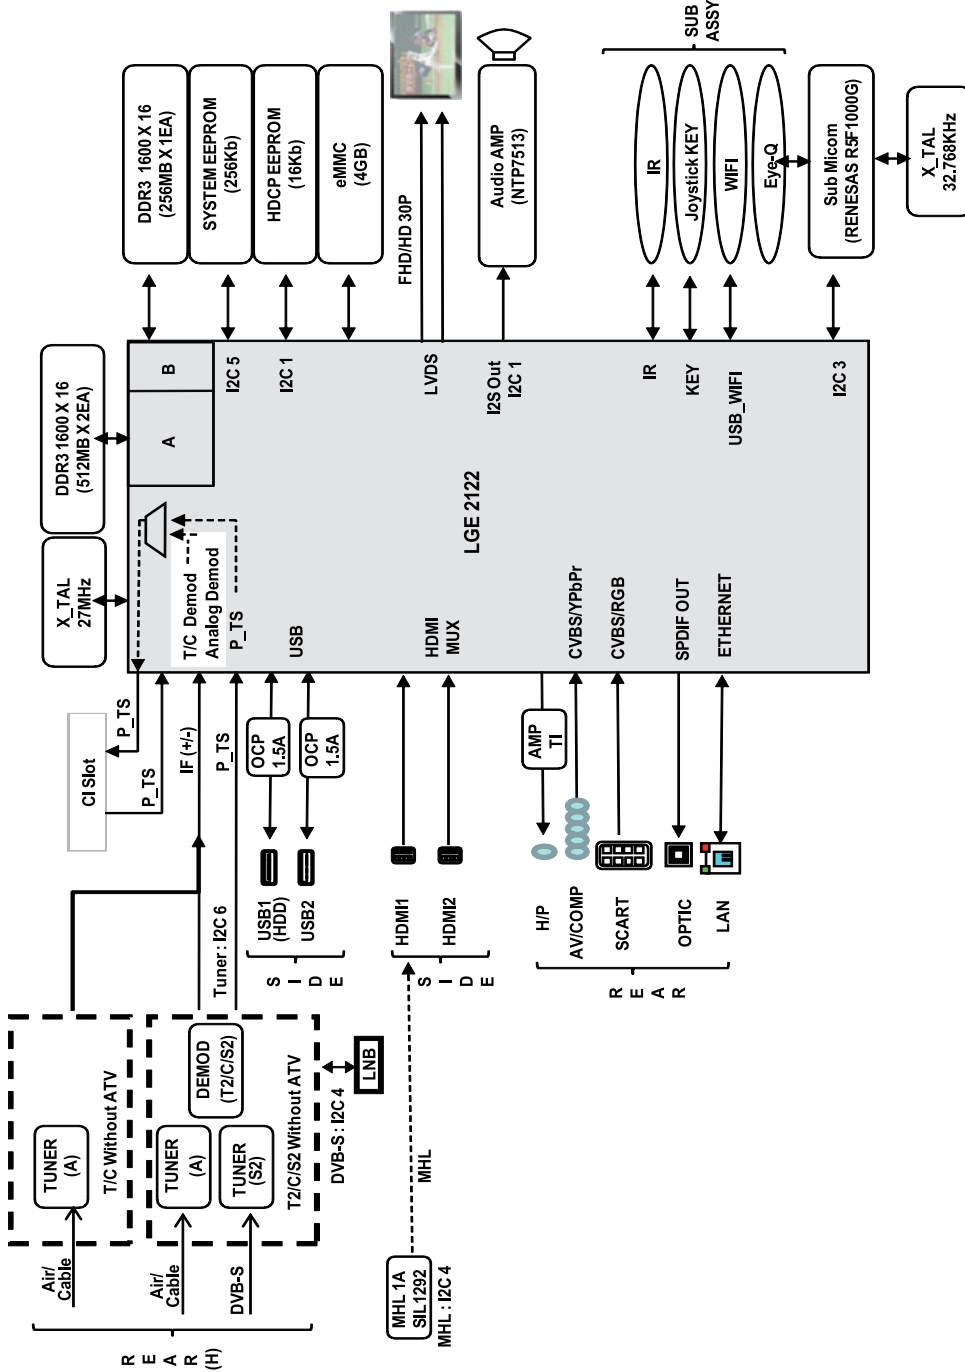 REAR
(H)
Air/
Cable
Air/
Cable
DVB-S
TUNER
(A)
T/C Without ATV
TUNER
(A)
TUNER
(S2)
DEMOD
(T2/C/S2)
T2/C/S2 Without ATV
DVB-S : I2C 4
LNB
Tuner : I2C 6
MHL 1A
SIL1292
MHL : I2C 4
MHL
CI Slot
P_TS
P_TS
IF (+/-)
P_TS
OCP
1.5A
OCP
1.5A
USB1
(HDD)
USB2
SIDE
HDMI1
HDMI2
SIDE
AMP
TI
H/P
AV/COMP
SCART
OPTIC
LAN
REAR
X_TAL
27MHz
DDR3 1600 X 16
(512MB X 2EA)
A
B
T/C Demod
Analog Demod
P_TS
USB
HDMI
MUX
CVBS/YPbPr
CVBS/RGB
SPDIF OUT
ETHERNET
LGE 2122
I2C 5
I2C 1
LVDS
I2S Out
I2C 1
IR
KEY
USB_WIFI
I2C 3
DDR3 1600 X 16
(256MB X 1EA)
SYSTEM EEPROM
(256Kb)
HDCP EEPROM
(16Kb)
eMMC
(4GB)
FHD/HD 30P
Audio AMP
(NTP7513)
SUB
ASSY
IR
Joystick KEY
WIFI
Eye-Q
Sub Micom
(RENESAS R5F1000G)
X_TAL
32.768KHz